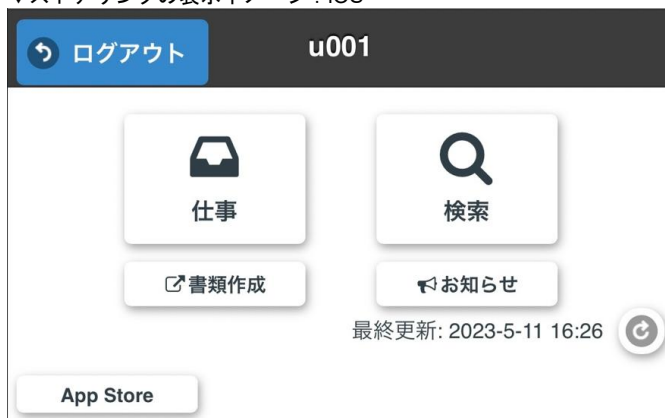 ログアウト
u001
仕事
検索
書類作成
お知らせ
最終更新: 2023-5-11 16:26
App Store